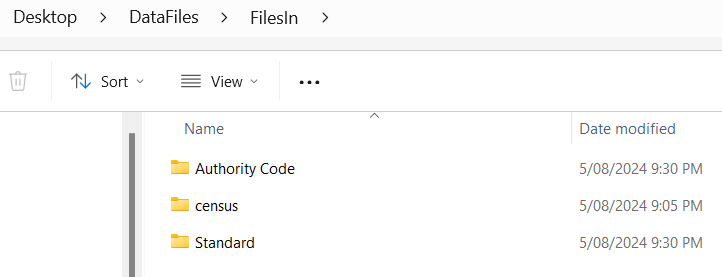 Desktop > DataFiles > FilesIn >
Sort View ...
Name Date modified
Authority Code 5/08/2024 9:30 PM
census 5/08/2024 9:05 PM
Standard 5/08/2024 9:30 PM